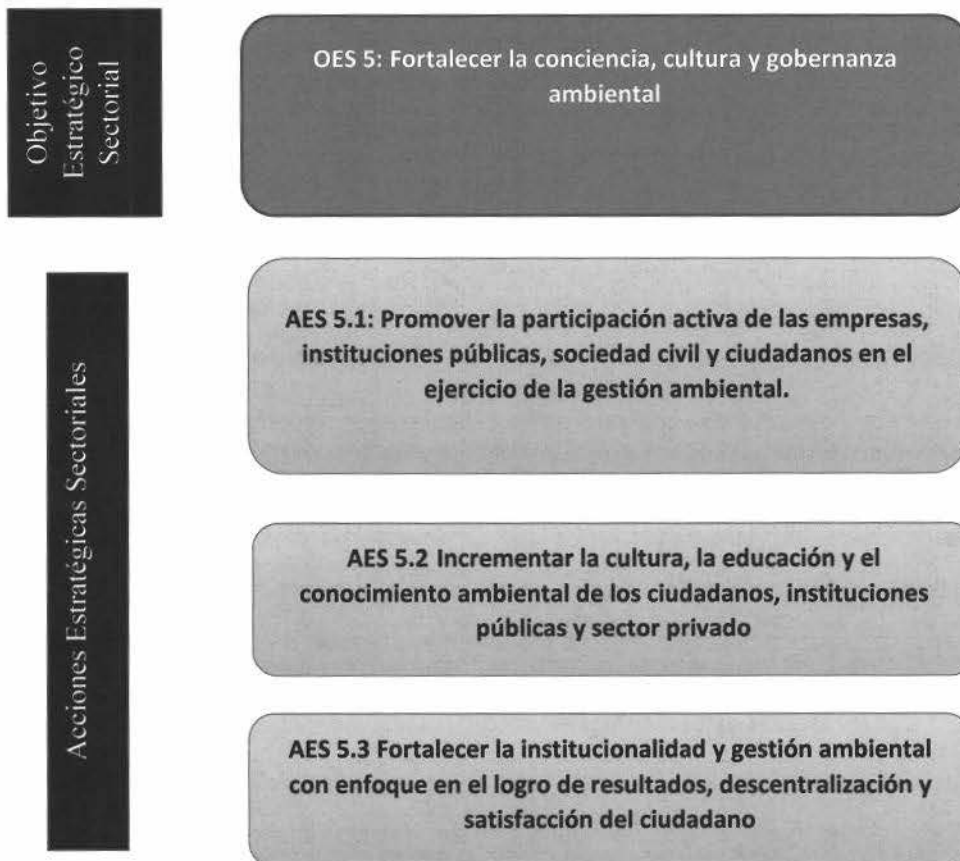 Objetivo
Estratégico
Sectorial
OES 5: Fortalecer la conciencia, cultura y gobernanza
ambiental
Acciones Estratégicas Sectoriales
AES 5.1: Promover la participación activa de las empresas,
instituciones públicas, sociedad civil y ciudadanos en el
ejercicio de la gestión ambiental.
AES 5.2 Incrementar la cultura, la educación y el
conocimiento ambiental de los ciudadanos, instituciones
públicas y sector privado
AES 5.3 Fortalecer la institucionalidad y gestión ambiental
con enfoque en el logro de resultados, descentralización y
satisfacción del ciudadano